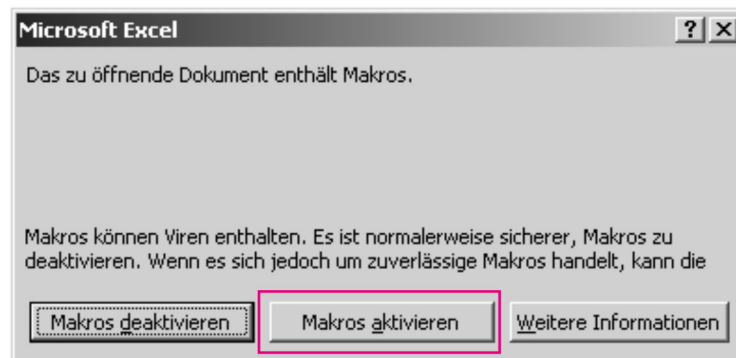 Microsoft Excel
Das zu öffnende Dokument enthält Makros.
Makros können Viren enthalten. Es ist normalerweise sicherer, Makros zu
deaktivieren. Wenn es sich jedoch um zuverlässige Makros handelt, kann die
Makros deaktivieren
Makros aktivieren
Weitere Informationen